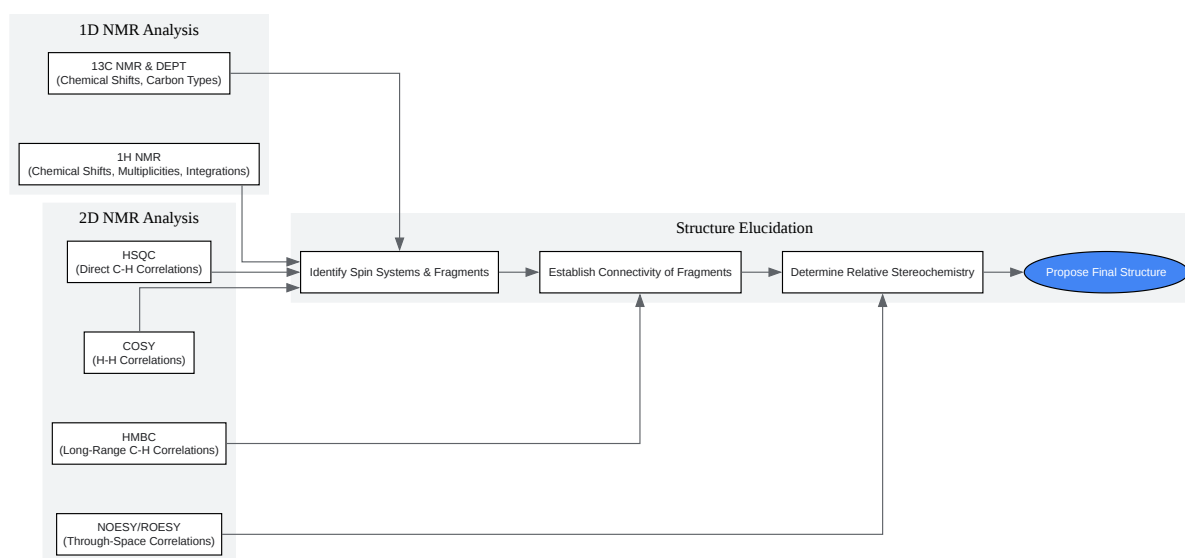 1D NMR Analysis
13C NMR & DEPT
(Chemical Shifts, Carbon Types)
1H NMR
(Chemical Shifts, Multiplicities, Integrations)
2D NMR Analysis
HSQC
(Direct C-H Correlations)
COSY
(H-H Correlations)
HMBC
(Long-Range C-H Correlations)
NOESY/ROESY
(Through-Space Correlations)
Structure Elucidation
Identify Spin Systems & Fragments
Establish Connectivity of Fragments
Determine Relative Stereochemistry
Propose Final Structure